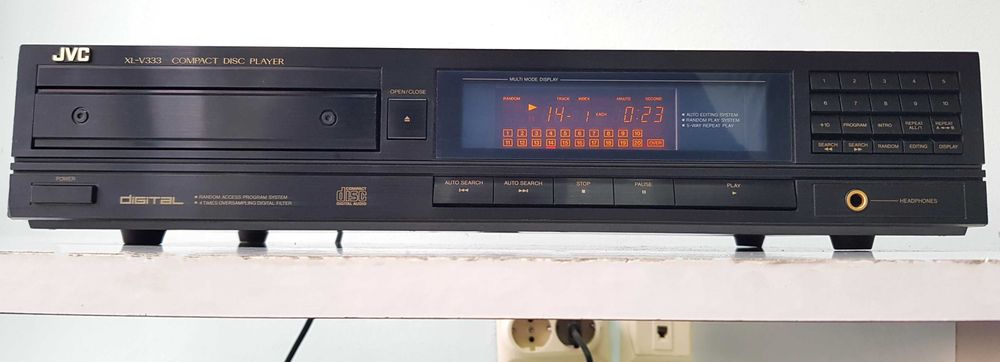 JVC
XL-V333 COMPACT DISC PLAYER
OPEN/CLOSE
MULTI MODE DISPLAY
RANDOM TRACK INDEX MINUTE SECOND
14- 1 EACH 0:23
1 2 3 4 5 6 7 8 9 10
11 12 13 14 15 16 17 18 19 20 OVER
AUTO EDITING SYSTEM
RANDOM PLAY SYSTEM
5-WAY REPEAT PLAY
1 2 3 4 5
6 7 8 9 10
+10 PROGRAM INTRO REPEAT ALL/1 REPEAT A↔B
SEARCH SEARCH RANDOM EDITING DISPLAY
POWER
DIGITAL
RANDOM ACCESS PROGRAM SYSTEM
4 TIMES OVERSAMPLING DIGITAL FILTER
COMPACT
disc
DIGITAL AUDIO
AUTO SEARCH AUTO SEARCH STOP PAUSE PLAY
HEADPHONES